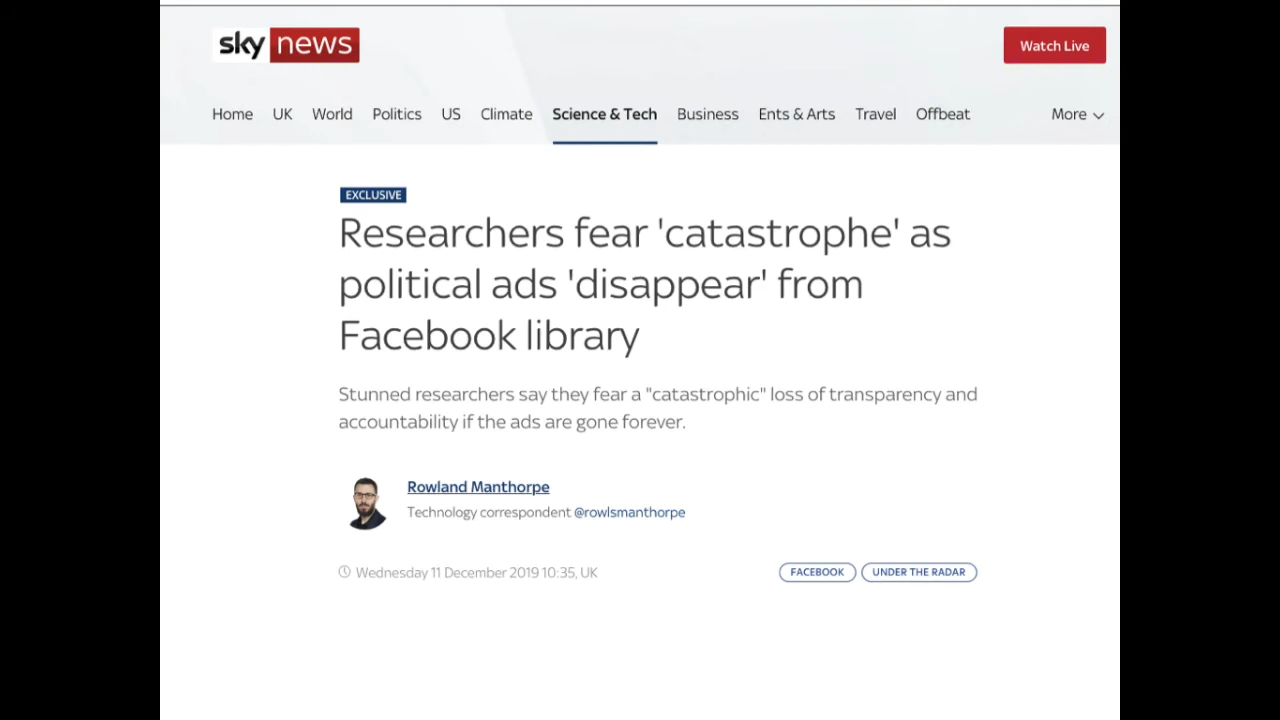 sky news
Watch Live
Home UK World Politics US Climate Science & Tech Business Ents & Arts Travel Offbeat More
EXCLUSIVE
Researchers fear 'catastrophe' as
political ads 'disappear' from
Facebook library
Stunned researchers say they fear a "catastrophic" loss of transparency and
accountability if the ads are gone forever.
Rowland Manthorpe
Technology correspondent @rowlsmanthorpe
Wednesday 11 December 2019 10:35, UK
FACEBOOK UNDER THE RADAR